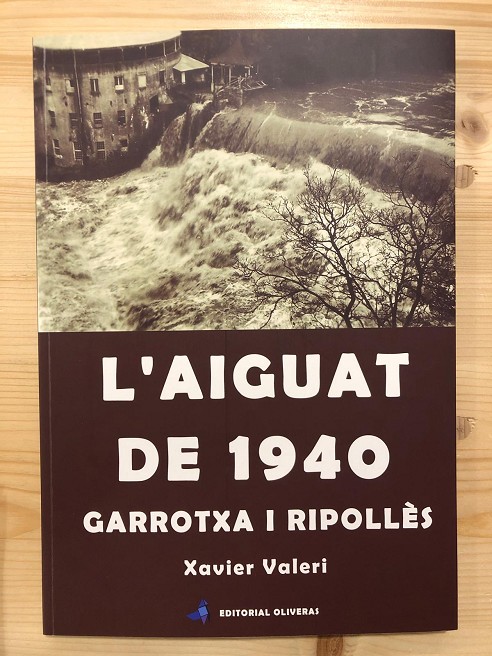 L'AIGUAT
DE 1940
GARROTXA I RIPOLLÈS
Xavier Valeri
EDITORIAL OLIVERAS